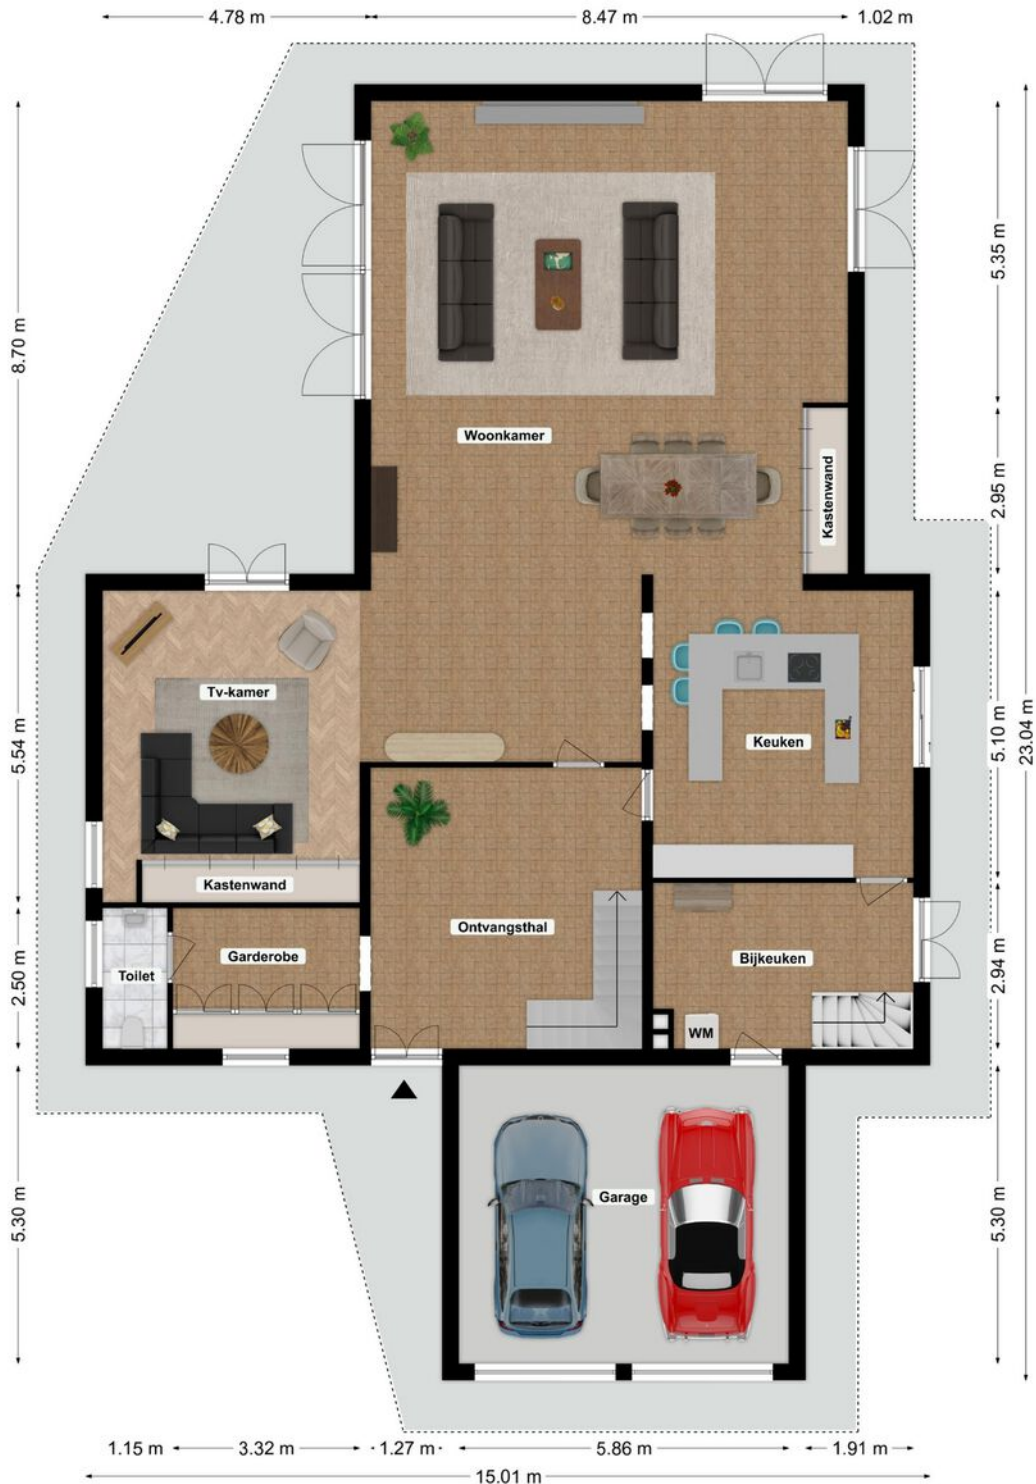 4.78 m
8.47 m
1.02 m
8.70 m
5.35 m
Woonkamer
Kastenwand
2.95 m
Tv-kamer
5.54 m
Keuken
5.10 m
23.04 m
Kastenwand
Ontvangsthal
Toilet
Garderobe
Bijkeuken
2.50 m
2.94 m
WM
Garage
5.30 m
5.30 m
1.15 m
3.32 m
1.27 m
5.86 m
1.91 m
15.01 m